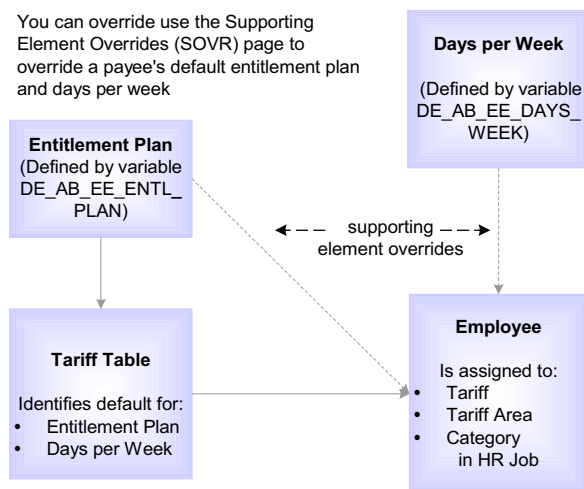 You can override use the Supporting
Element Overrides (SOVR) page to
override a payee's default entitlement plan
and days per week
Days per Week
(Defined by variable
DE_AB_EE_DAYS_
WEEK)
Entitlement Plan
(Defined by variable
DE_AB_EE_ENTL_
PLAN)
supporting
element overrides
Tariff Table
Identifies default for:
• Entitlement Plan
• Days per Week
Employee
Is assigned to:
• Tariff
• Tariff Area
• Category
in HR Job